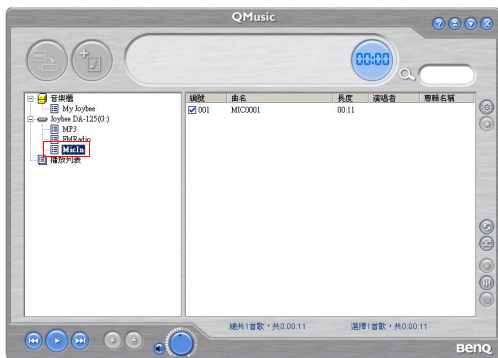 QMusic
00:00
音樂櫃
My Joybee
Joybee DA-125(G:)
MP3
FMRadio
MicIn
播放列表
編號 曲名 長度 演唱者 專輯名稱
001 MIC0001 00:11
總共1首歌，共0:00:11 選擇1首歌，共0:00:11
BenQ